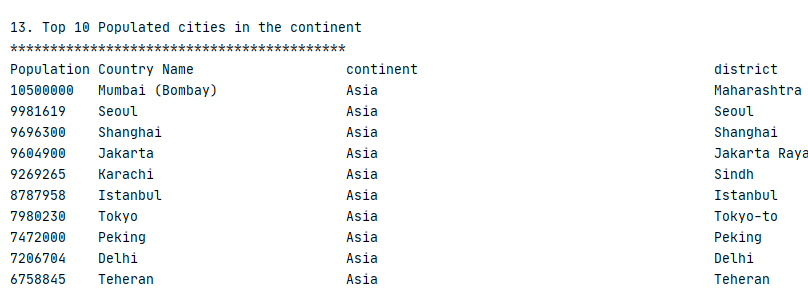 13. Top 10 Populated cities in the continent
******************************************
Population Country Name continent district
10500000 Mumbai (Bombay) Asia Maharashtra
9981619 Seoul Asia Seoul
9696300 Shanghai Asia Shanghai
9604900 Jakarta Asia Jakarta Raya
9269265 Karachi Asia Sindh
8787958 Istanbul Asia Istanbul
7980230 Tokyo Asia Tokyo-to
7472000 Peking Asia Peking
7206704 Delhi Asia Delhi
6758845 Teheran Asia Teheran